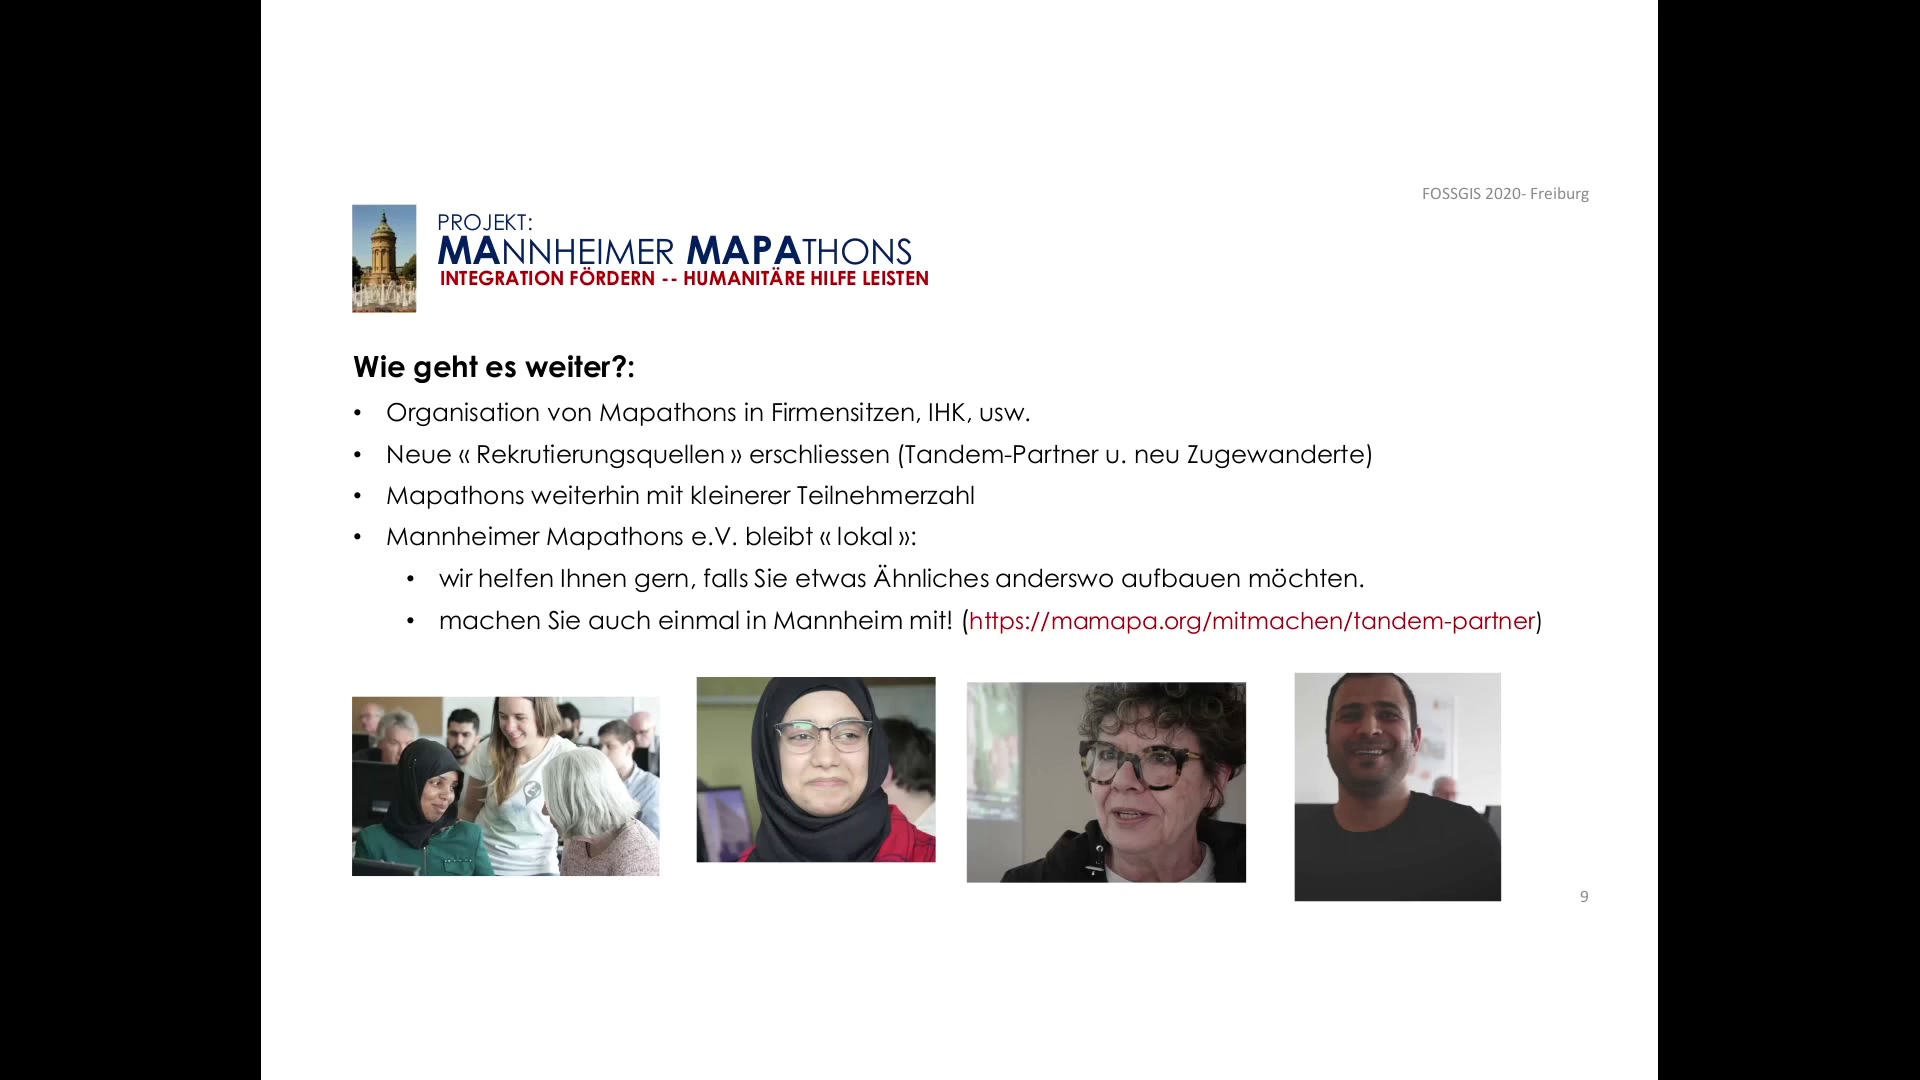 FOSSGIS 2020- Freiburg
PROJEKT:
MANNHEIMER MAPATHONS
INTEGRATION FÖRDERN -- HUMANITÄRE HILFE LEISTEN
Wie geht es weiter?:
• Organisation von Mapathons in Firmensitzen, IHK, usw.
• Neue « Rekrutierungsquellen » erschliessen (Tandem-Partner u. neu Zugewanderte)
• Mapathons weiterhin mit kleinerer Teilnehmerzahl
• Mannheimer Mapathons e.V. bleibt « lokal »:
• wir helfen Ihnen gern, falls Sie etwas Ähnliches anderswo aufbauen möchten.
• machen Sie auch einmal in Mannheim mit! (https://mamapa.org/mitmachen/tandem-partner)
9